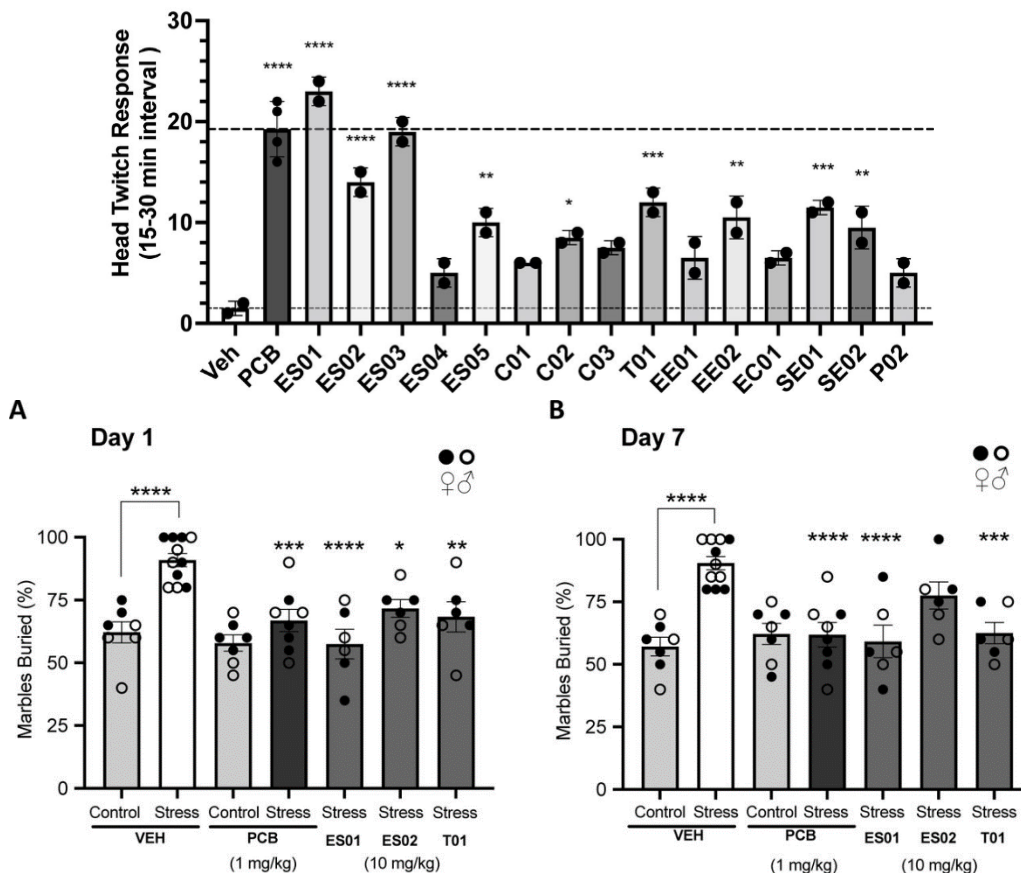 Head Twitch Response
(15-30 min interval )
30
20
10
0
****
****
****
****
**
*
***
**
***
**
Veh PCB ES01 ES02 ES03 ES04 ES05 C01 C02 C03 T01 EE01 EE02 EC01 SE01 SE02 P02
A
Day 1
♀♂
Marbles Buried (%)
100
75
50
25
0
****
*** **** * **
Control Stress Control Stress Stress Stress Stress
VEH PCB ES01 ES02 T01
(1 mg/kg) (10 mg/kg)
B
Day 7
♀♂
Marbles Buried (%)
100
75
50
25
0
****
**** **** ***
Control Stress Control Stress Stress Stress Stress
VEH PCB ES01 ES02 T01
(1 mg/kg) (10 mg/kg)